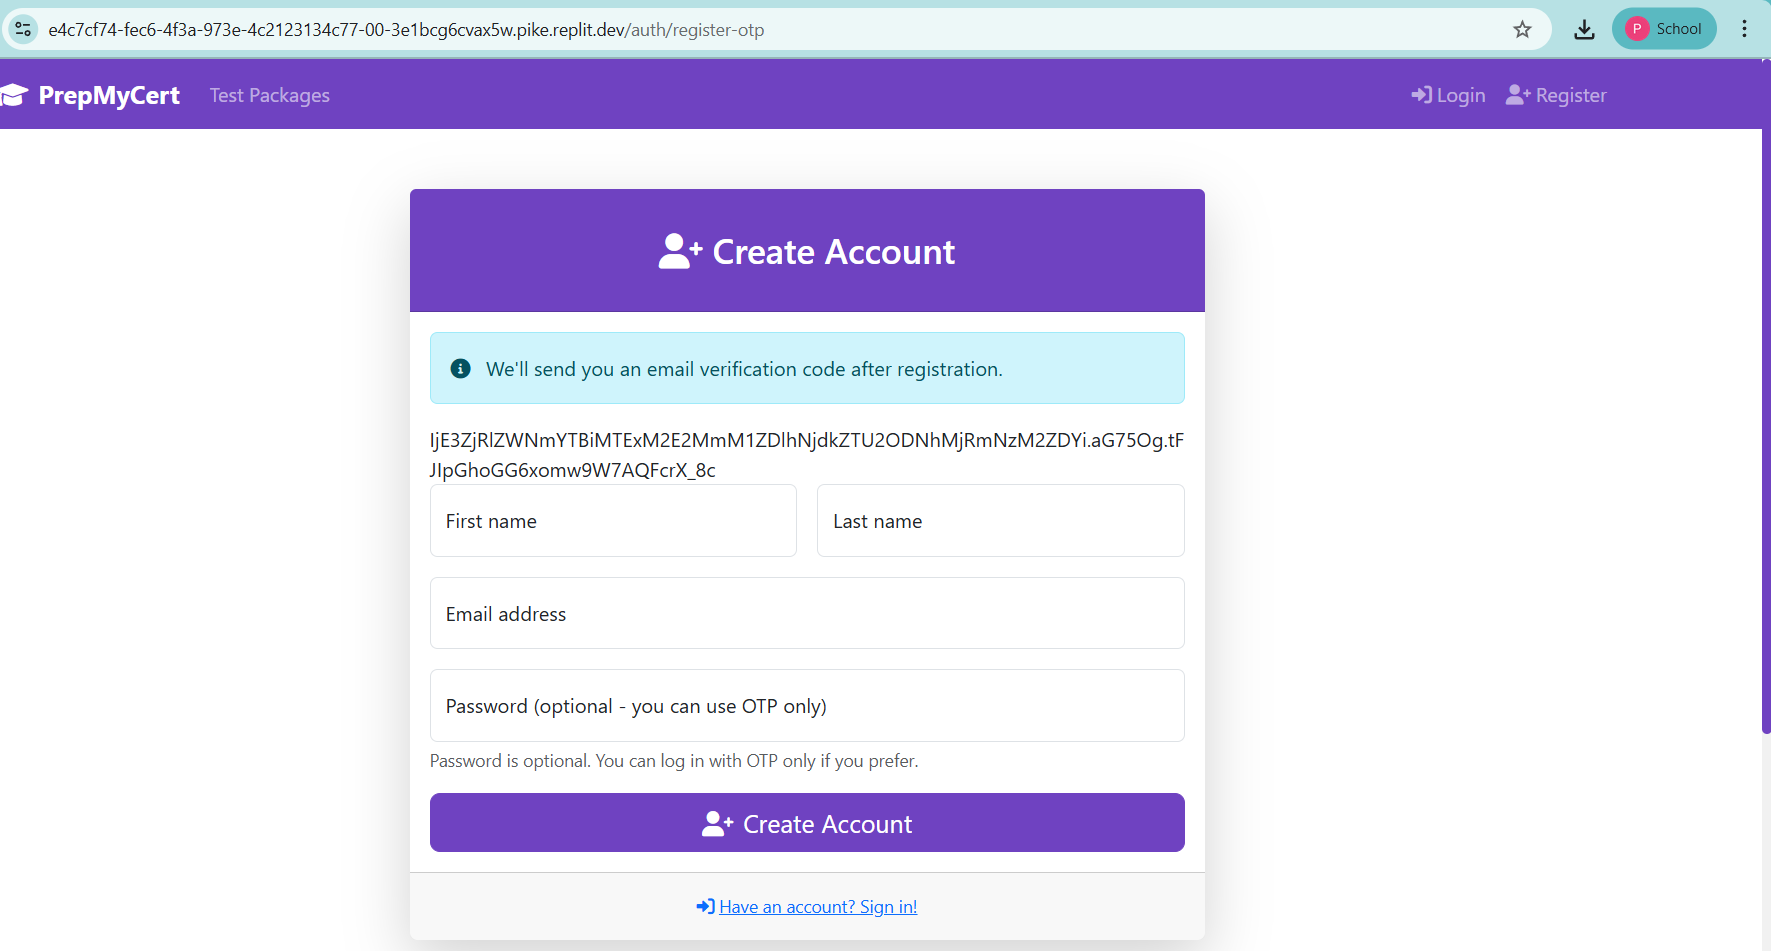 e4c7cf74-fec6-4f3a-973e-4c2123134c77-00-3e1bcg6cvax5w.pike.replit.dev/auth/register-otp
P School
PrepMyCert Test Packages Login Register
Create Account
We'll send you an email verification code after registration.
IjE3ZjRlZWNmYTBiMTExM2E2MmM1ZDlhNjdkZTU2ODNhMjRmNzM2ZDYi.aG75Og.tF
JIpGhoGG6xomw9W7AQFcrX_8c
First name Last name
Email address
Password (optional - you can use OTP only)
Password is optional. You can log in with OTP only if you prefer.
Create Account
Have an account? Sign in!